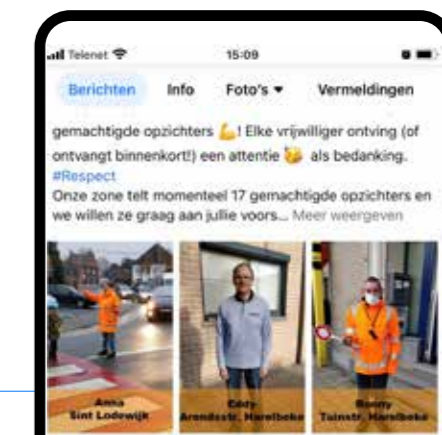 Telenet 15:09
Berichten Info Foto's Vermeldingen
gemachtigde opzichters 💪! Elke vrijwilliger ontving (of
ontvangt binnenkort!) een attentie als bedanking.
#Respect
Onze zone telt momenteel 17 gemachtigde opzichters en
we willen ze graag aan jullie voors... Meer weergeven
Anna
Sint Lodewijk
Eddy
Arendsstr. Harelbeke
Ronny
Tuinstr. Harelbeke